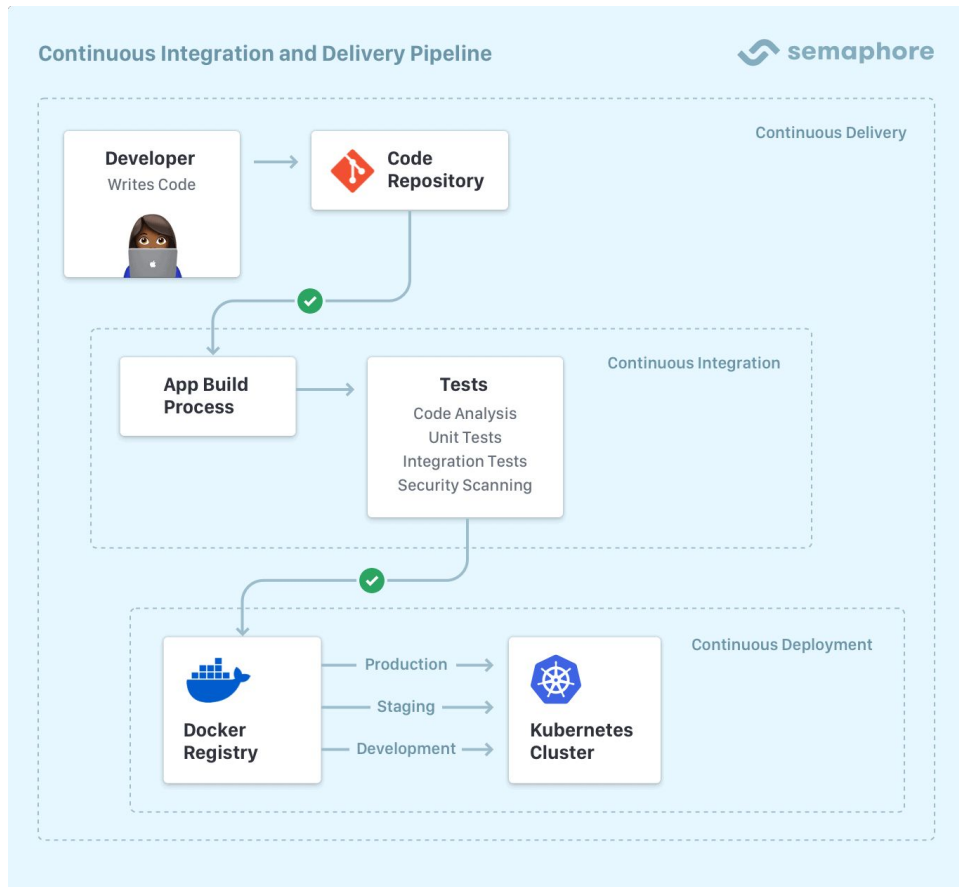 Continuous Integration and Delivery Pipeline
semaphore
Continuous Delivery
Developer
Writes Code
Code
Repository
Continuous Integration
App Build
Process
Tests
Code Analysis
Unit Tests
Integration Tests
Security Scanning
Continuous Deployment
Docker
Registry
Production
Staging
Development
Kubernetes
Cluster